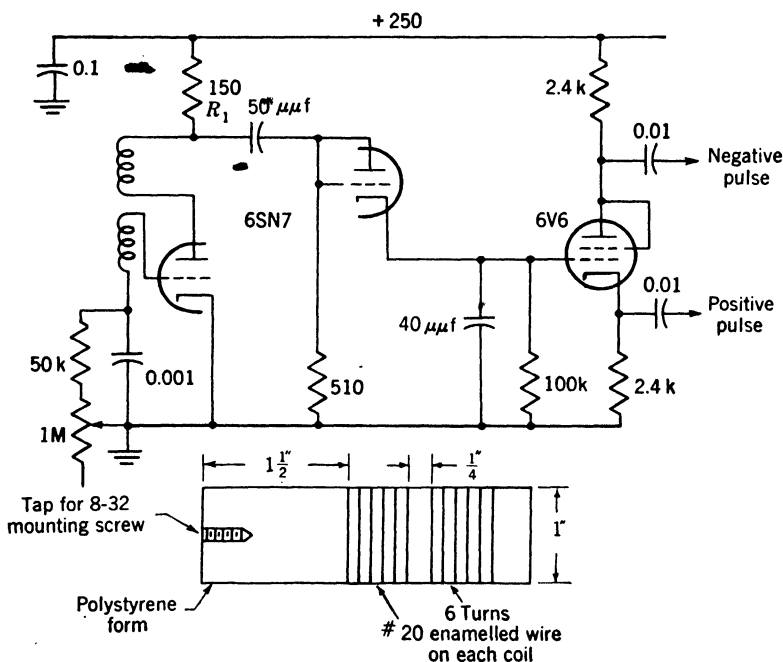 + 250
0.1
150
R1
50 μμf
2.4 k
0.01
Negative
pulse
6SN7
6V6
0.01
Positive
pulse
40 μμf
50 k
0.001
510
100k
2.4 k
1M
1 1/2"
1/4"
Tap for 8-32
mounting screw
1"
Polystyrene
form
6 Turns
# 20 enamelled wire
on each coil